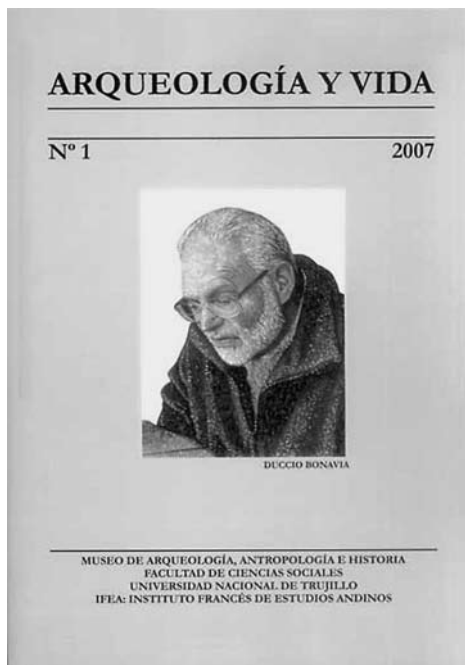 ARQUEOLOGÍA Y VIDA
Nº 1 2007
DUCCIO BONAVIA
MUSEO DE ARQUEOLOGÍA, ANTROPOLOGÍA E HISTORIA
FACULTAD DE CIENCIAS SOCIALES
UNIVERSIDAD NACIONAL DE TRUJILLO
IFEA: INSTITUTO FRANCÉS DE ESTUDIOS ANDINOS